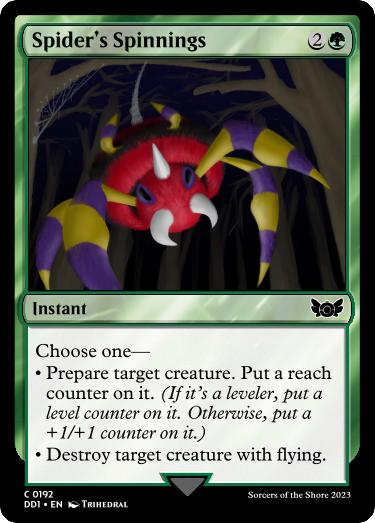 Spider's Spinnings 2
Instant
Choose one—
• Prepare target creature. Put a reach
counter on it. (If it's a leveler, put a
level counter on it. Otherwise, put a
+1/+1 counter on it.)
• Destroy target creature with flying.
C 0192
DD1 • EN Trihedral
Sorcers of the Shore 2023